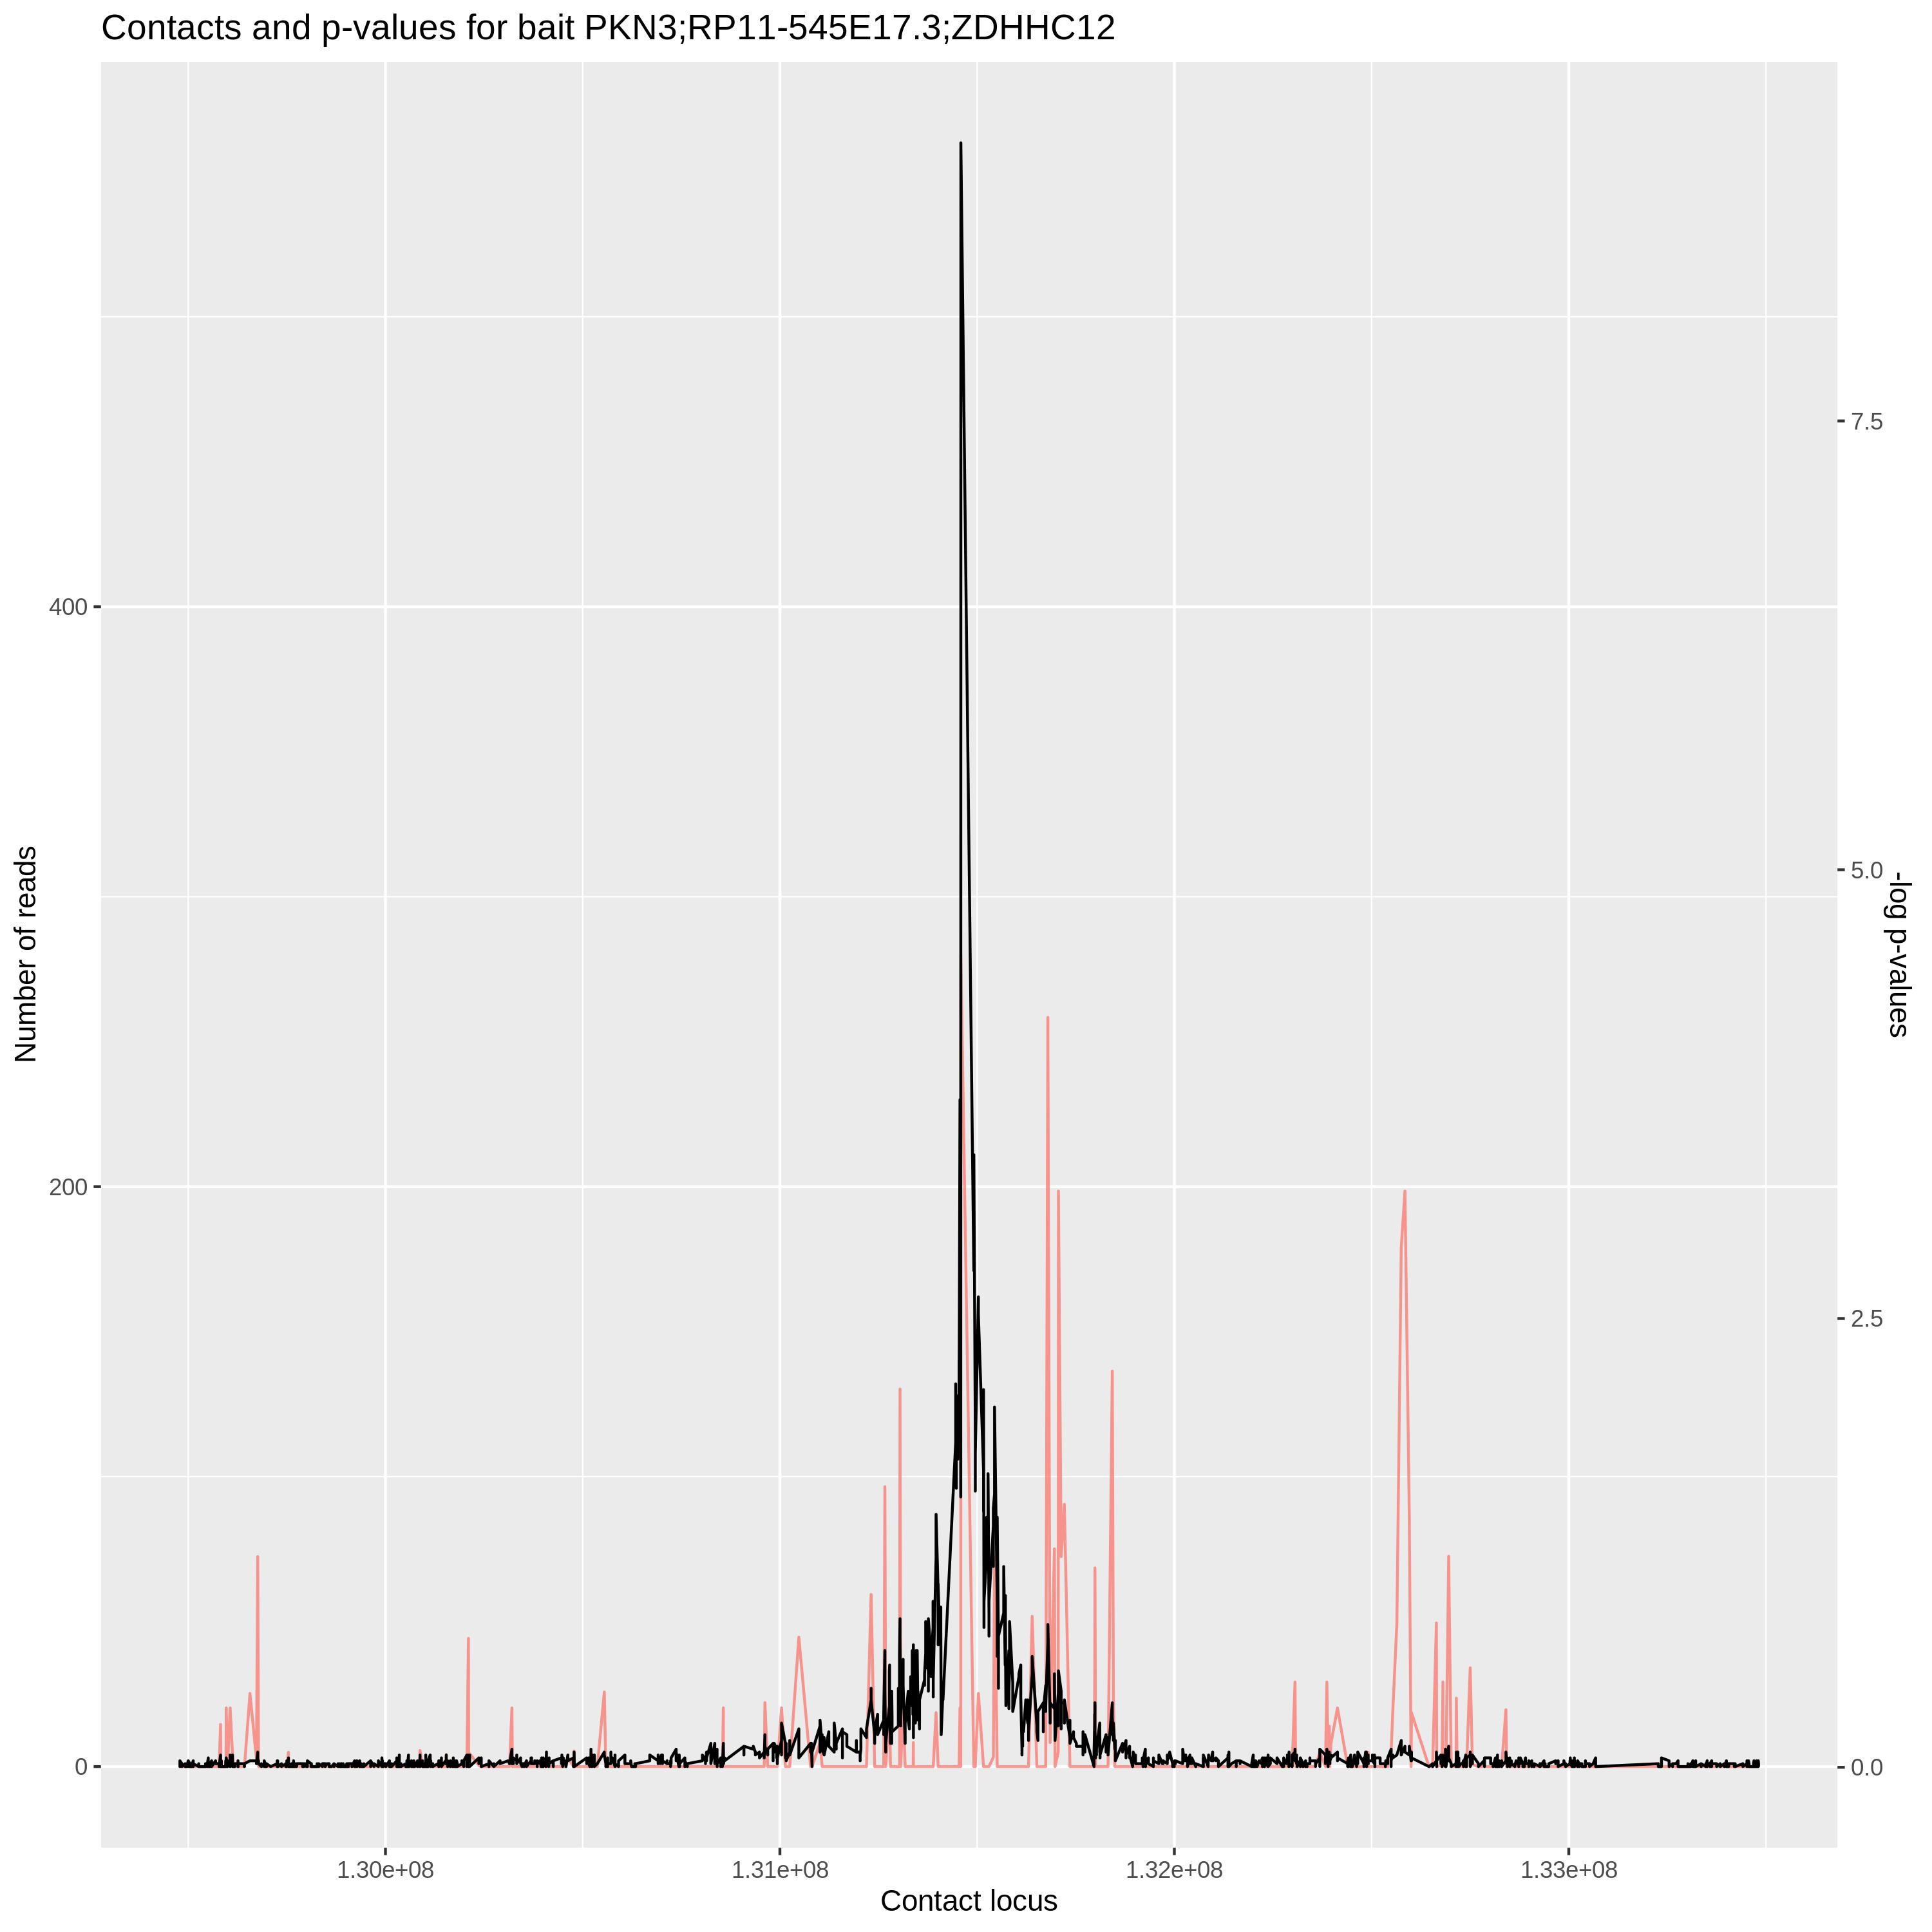 Contacts and p-values for bait PKN3;RP11-545E17.3;ZDHHC12
Number of reads
400
200
0
7.5
5.0
2.5
0.0
-log p-values
1.30e+08 1.31e+08 1.32e+08 1.33e+08
Contact locus